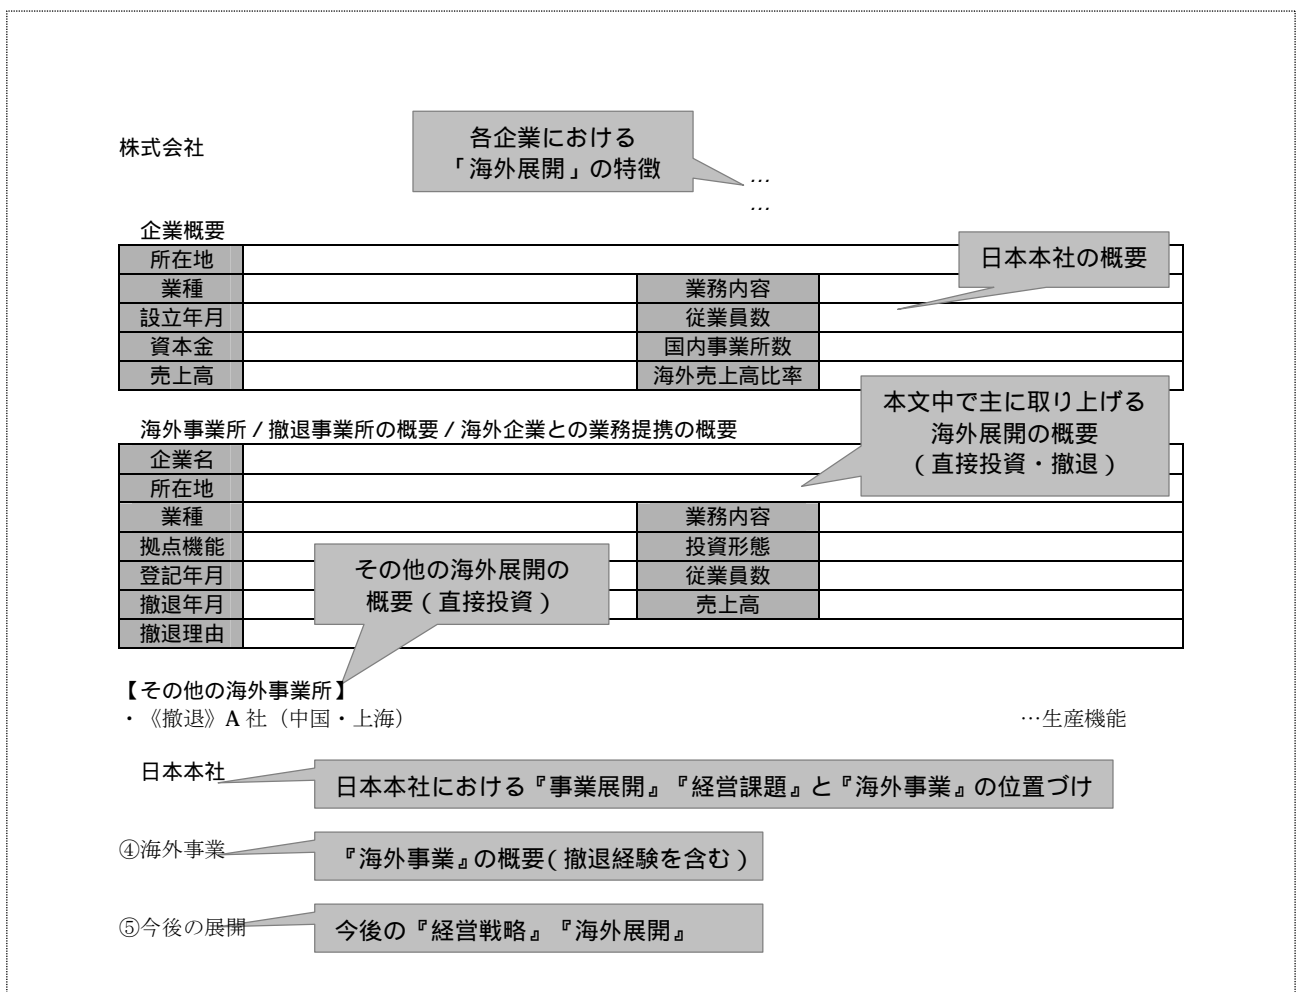 各企業における
「海外展開」の特徴
株式会社
…
…
企業概要
所在地
日本本社の概要
業種 業務内容
設立年月 従業員数
資本金 国内事業所数
売上高 海外売上高比率
本文中で主に取り上げる
海外展開の概要
（直接投資・撤退）
海外事業所/撤退事業所の概要/海外企業との業務提携の概要
企業名
所在地
業種 業務内容
拠点機能 投資形態
登記年月 従業員数
撤退年月 売上高
撤退理由
その他の海外展開の
概要（直接投資）
【その他の海外事業所】
・《撤退》A 社（中国・上海） …生産機能
日本本社
日本本社における『事業展開』『経営課題』と『海外事業』の位置づけ
④海外事業
『海外事業』の概要（撤退経験を含む）
⑤今後の展開
今後の『経営戦略』『海外展開』